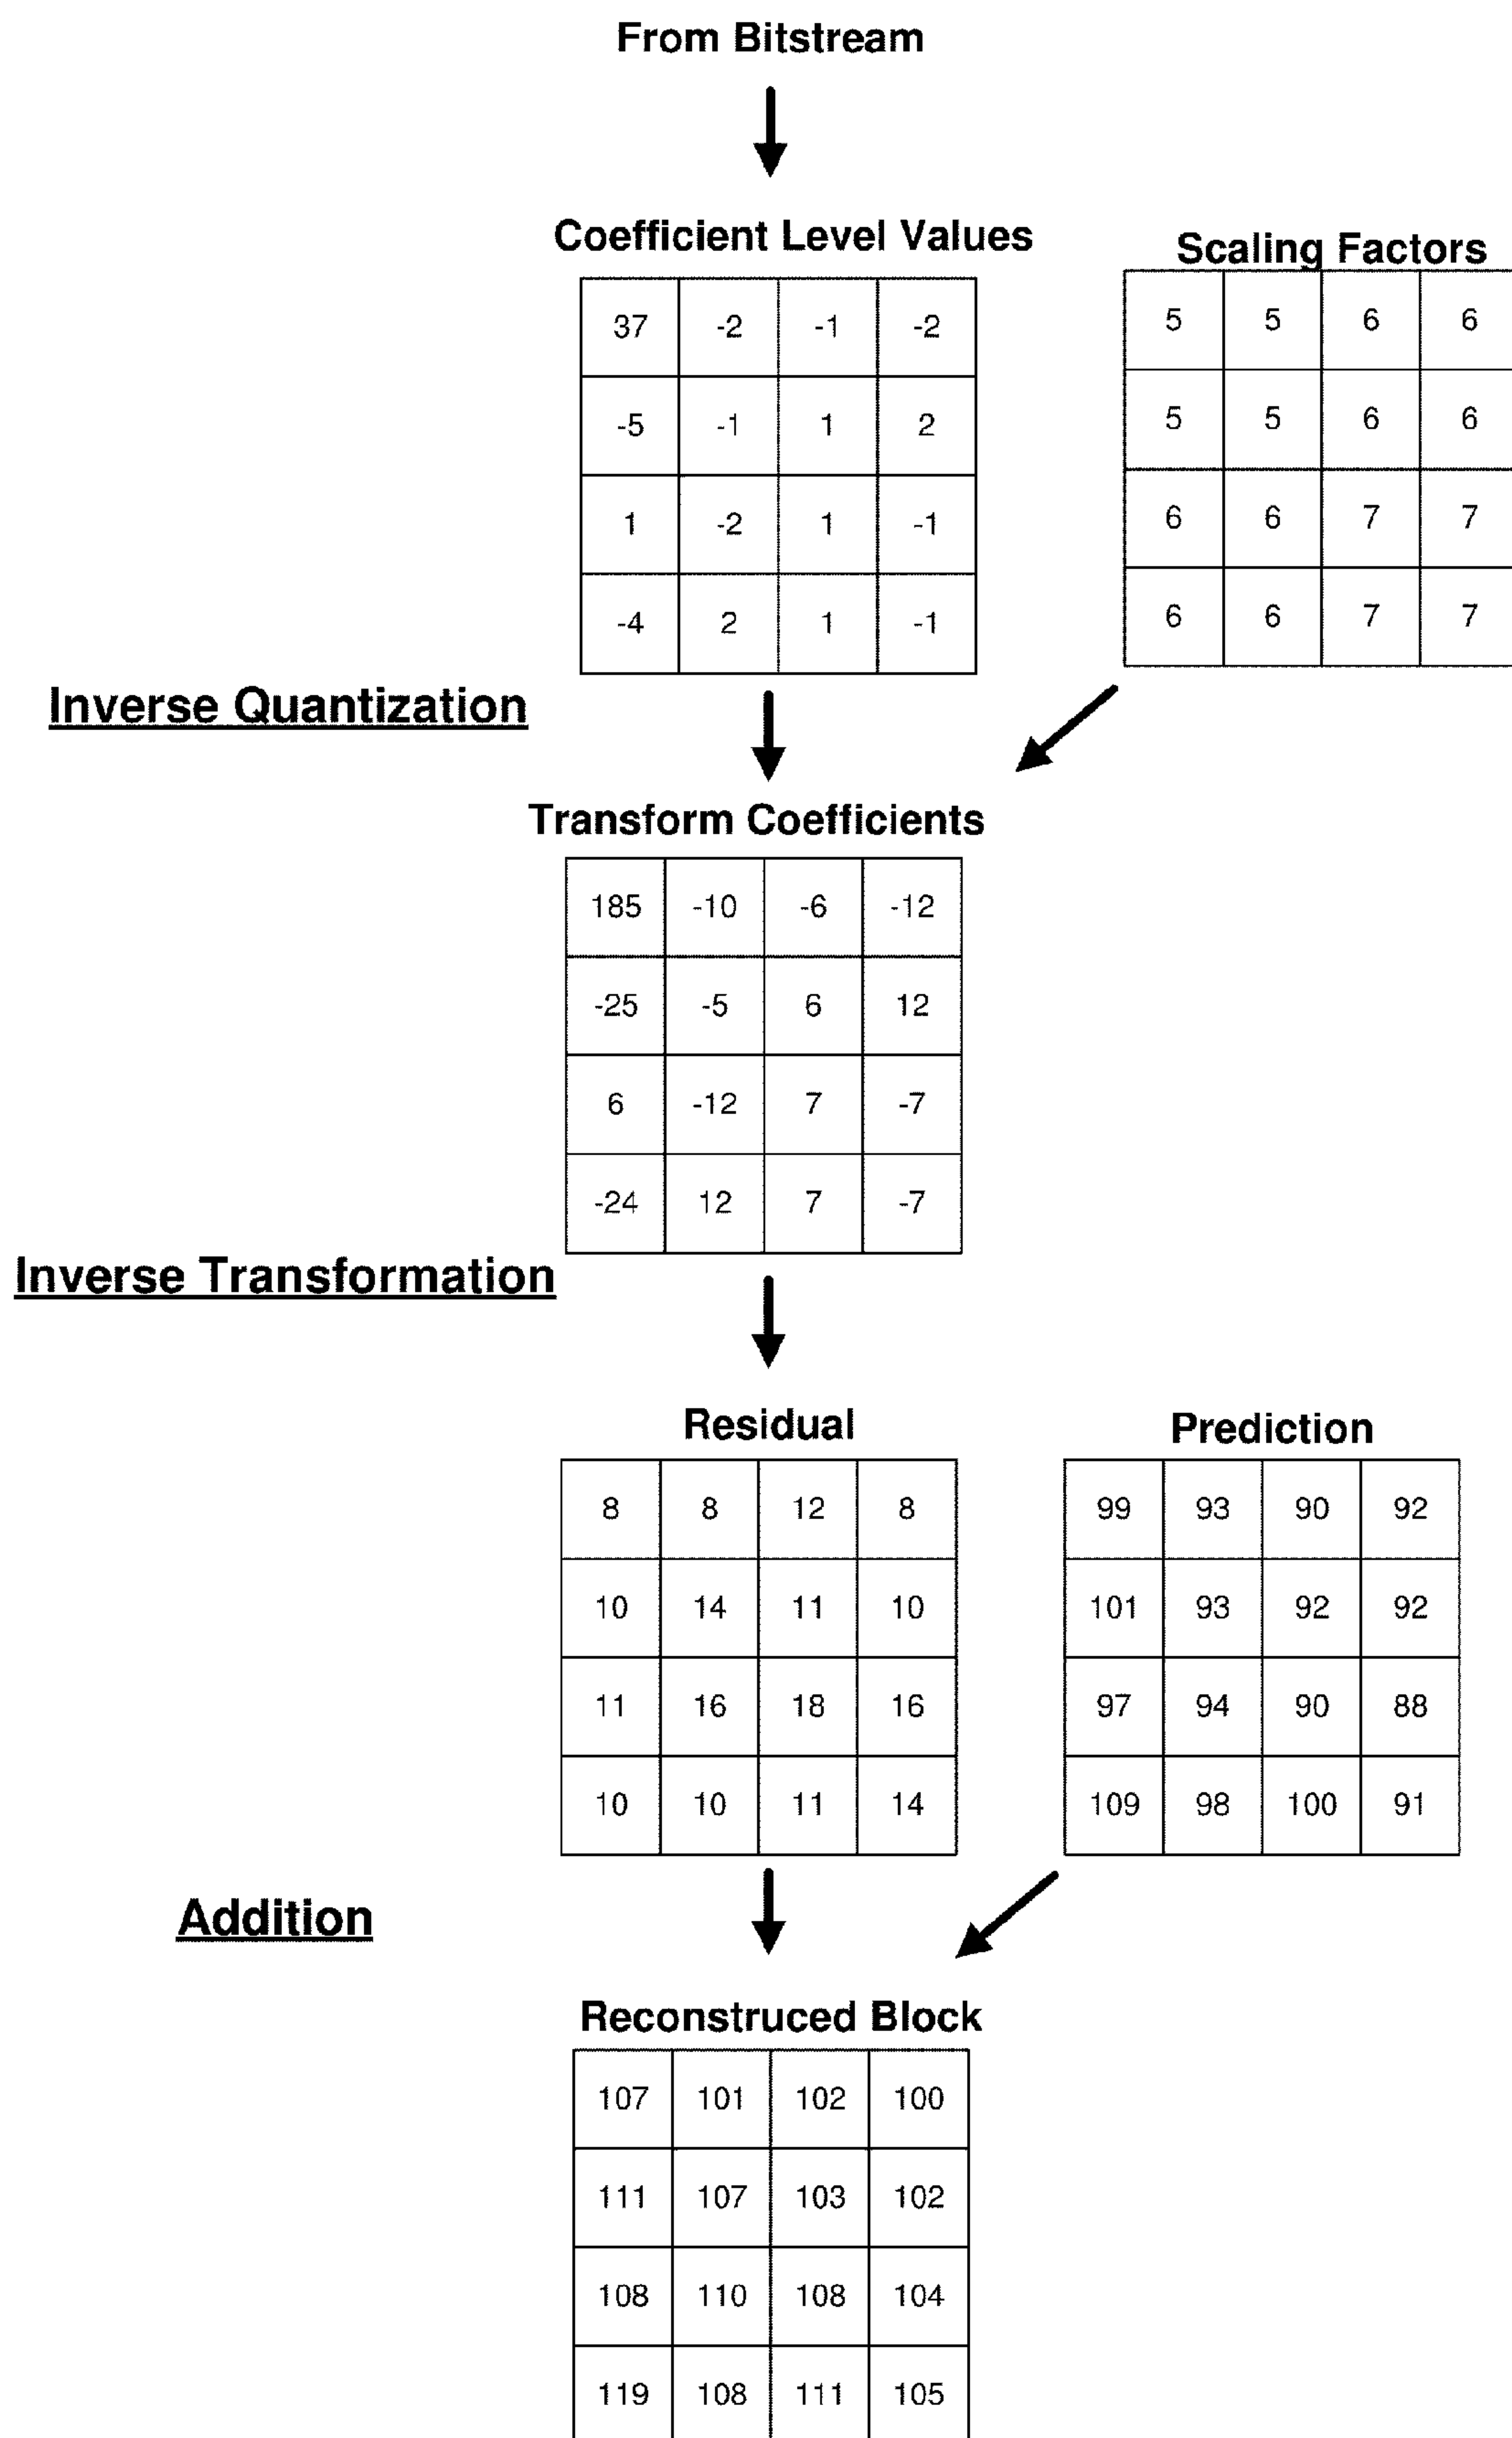 From Bitstream
Coefficient Level Values
37 -2 -1 -2
-5 -1 1 2
1 -2 1 -1
-4 2 1 -1
Scaling Factors
5 5 6 6
5 5 6 6
6 6 7 7
6 6 7 7
Inverse Quantization
Transform Coefficients
185 -10 -6 -12
-25 -5 6 12
6 -12 7 -7
-24 12 7 -7
Inverse Transformation
Residual
8 8 12 8
10 14 11 10
11 16 18 16
10 10 11 14
Prediction
99 93 90 92
101 93 92 92
97 94 90 88
109 98 100 91
Addition
Reconstruced Block
107 101 102 100
111 107 103 102
108 110 108 104
119 108 111 105